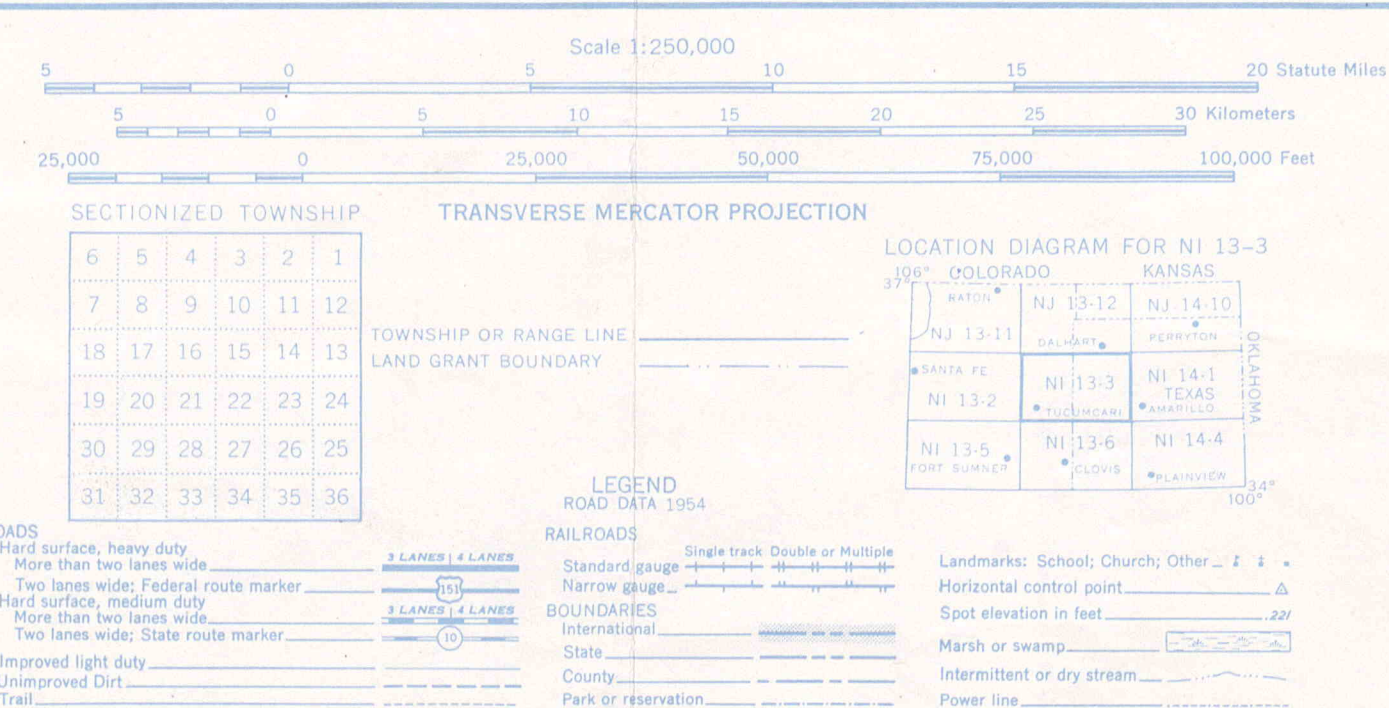 Scale 1:250,000
5 0 5 10 15 20 Statute Miles
5 0 5 10 15 20 25 30 Kilometers
25,000 0 25,000 50,000 75,000 100,000 Feet
SECTIONIZED TOWNSHIP
6 5 4 3 2 1
7 8 9 10 11 12
18 17 16 15 14 13
19 20 21 22 23 24
30 29 28 27 26 25
31 32 33 34 35 36
TRANSVERSE MERCATOR PROJECTION
TOWNSHIP OR RANGE LINE
LAND GRANT BOUNDARY
LOCATION DIAGRAM FOR NI 13-3
106° COLORADO KANSAS
37°
RATON NJ 13-12 NJ 14-10
NJ 13-11 DALHART PERRYTON
OKLAHOMA
SANTA FE NI 13-3 NI 14-1
NI 13-2 TEXAS
TUCUMCARI AMARILLO
NI 13-5 NI 13-6 NI 14-4
FORT SUMNER CLOVIS PLAINVIEW
34°
100°
LEGEND
ROAD DATA 1954
OADS
Hard surface, heavy duty
More than two lanes wide 3 LANES | 4 LANES
Two lanes wide; Federal route marker 151
Hard surface, medium duty
More than two lanes wide 3 LANES | 4 LANES
Two lanes wide; State route marker 10
Improved light duty
Unimproved Dirt
Trail
RAILROADS
Single track Double or Multiple
Standard gauge
Narrow gauge
BOUNDARIES
International
State
County
Park or reservation
Landmarks: School; Church; Other
Horizontal control point
Spot elevation in feet .221
Marsh or swamp
Intermittent or dry stream
Power line